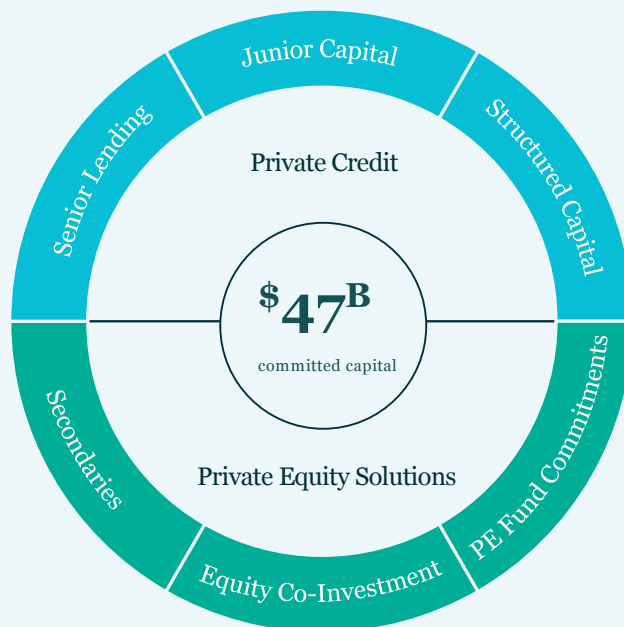 Junior Capital
Senior Lending
Structured Capital
Private Credit
$47B
committed capital
Private Equity Solutions
Secondaries
Equity Co-Investment
PE Fund Commitments